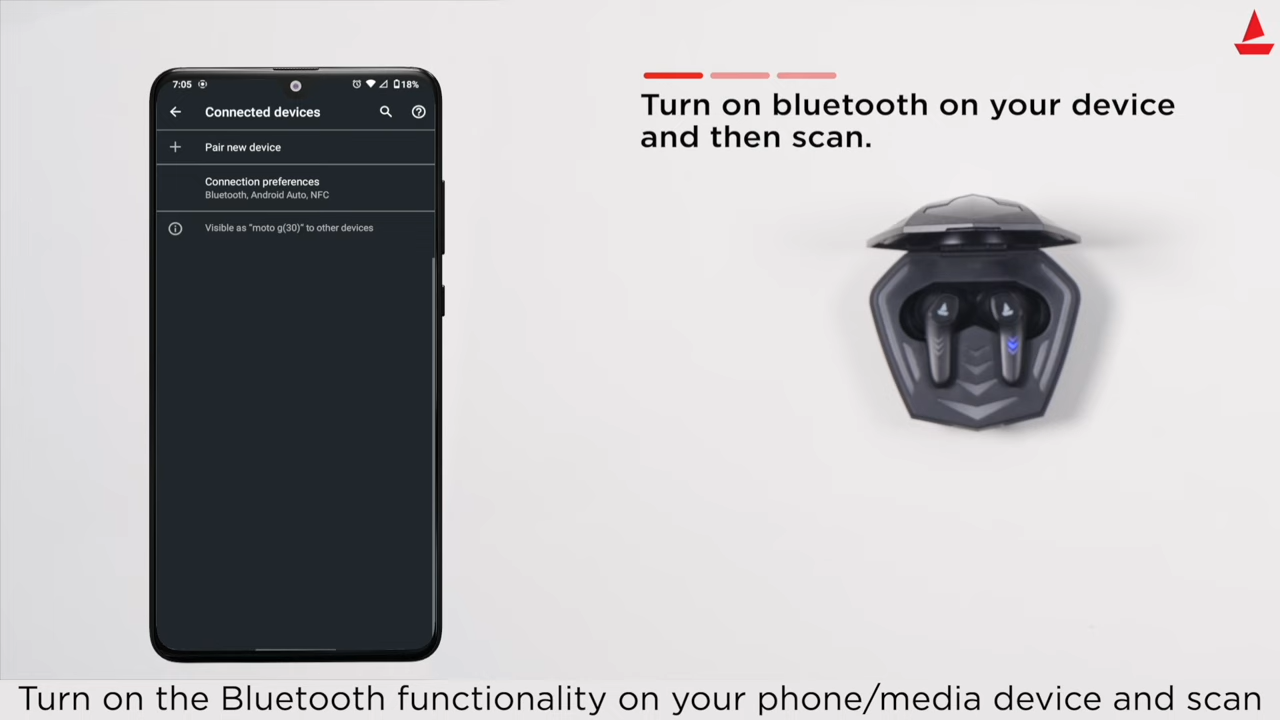 7:05
18%
Connected devices
Pair new device
Connection preferences
Bluetooth, Android Auto, NFC
Visible as "moto g(30)" to other devices
Turn on bluetooth on your device
and then scan.
Turn on the Bluetooth functionality on your phone/media device and scan